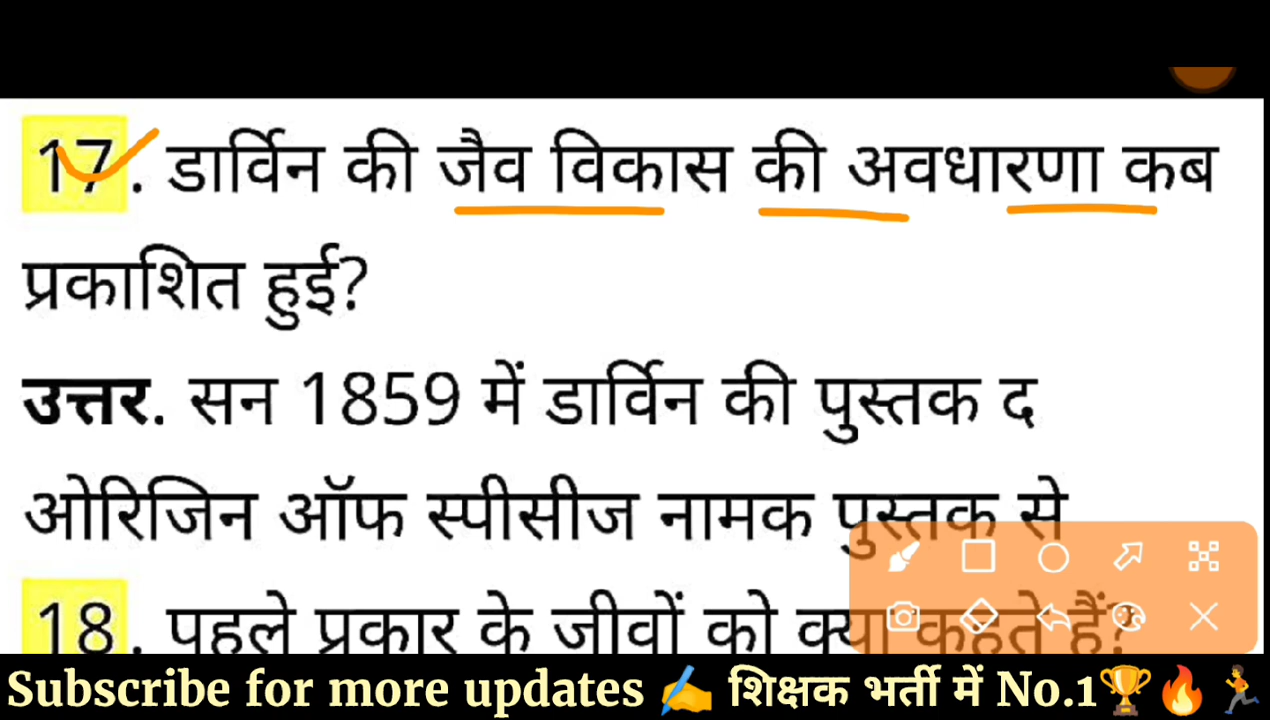 17. डार्विन की जैव विकास की अवधारणा कब
प्रकाशित हुई?
उत्तर. सन 1859 में डार्विन की पुस्तक द
ओरिजिन ऑफ स्पीसीज नामक पुस्तक से
18. पहले प्रकार के जीवों को क्या कहते हैं?
Subscribe for more updates ✍️ शिक्षक भर्ती में No.1🏆🔥🏃